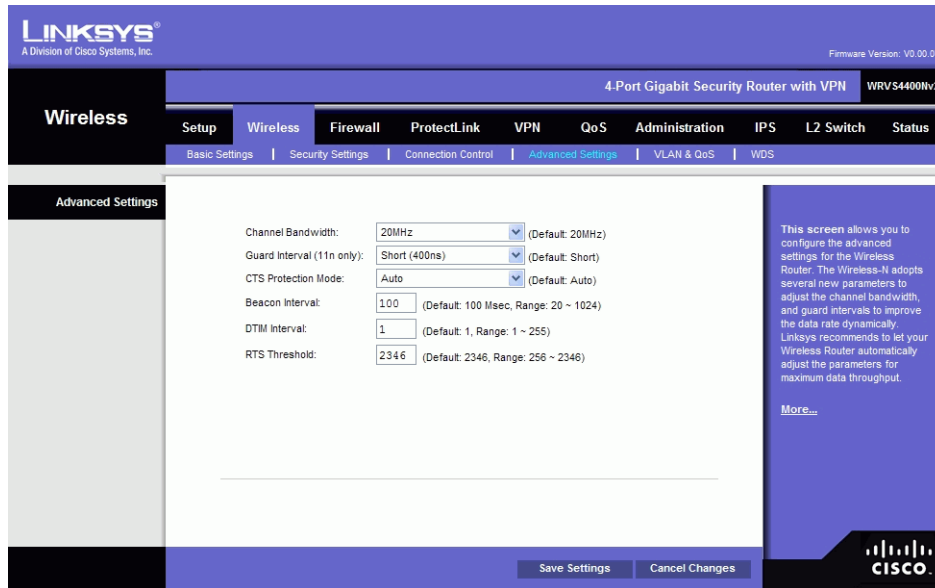 LINKSYS®
A Division of Cisco Systems, Inc.
Firmware Version: V0.00.0
4-Port Gigabit Security Router with VPN
WRVS4400Nv
Wireless
Setup Wireless Firewall ProtectLink VPN QoS Administration IPS L2 Switch Status
Basic Settings | Security Settings | Connection Control | Advanced Settings | VLAN & QoS | WDS
Advanced Settings
Channel Bandwidth: 20MHz (Default: 20MHz)
Guard Interval (11n only): Short (400ns) (Default: Short)
CTS Protection Mode: Auto (Default: Auto)
Beacon Interval: 100 (Default: 100 Msec, Range: 20 ~ 1024)
DTIM Interval: 1 (Default: 1, Range: 1 ~ 255)
RTS Threshold: 2346 (Default: 2346, Range: 256 ~ 2346)
This screen allows you to
configure the advanced
settings for the Wireless
Router. The Wireless-N adopts
several new parameters to
adjust the channel bandwidth,
and guard intervals to improve
the data rate dynamically.
Linksys recommends to let your
Wireless Router automatically
adjust the parameters for
maximum data throughput.
More...
Save Settings Cancel Changes
CISCO.